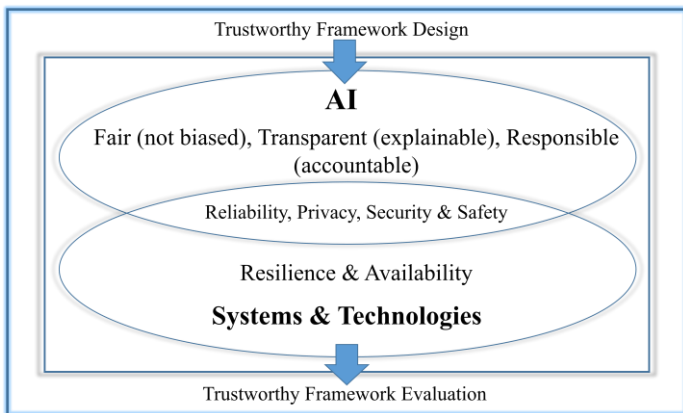 Trustworthy Framework Design
AI
Fair (not biased), Transparent (explainable), Responsible
(accountable)
Reliability, Privacy, Security & Safety
Resilience & Availability
Systems & Technologies
Trustworthy Framework Evaluation